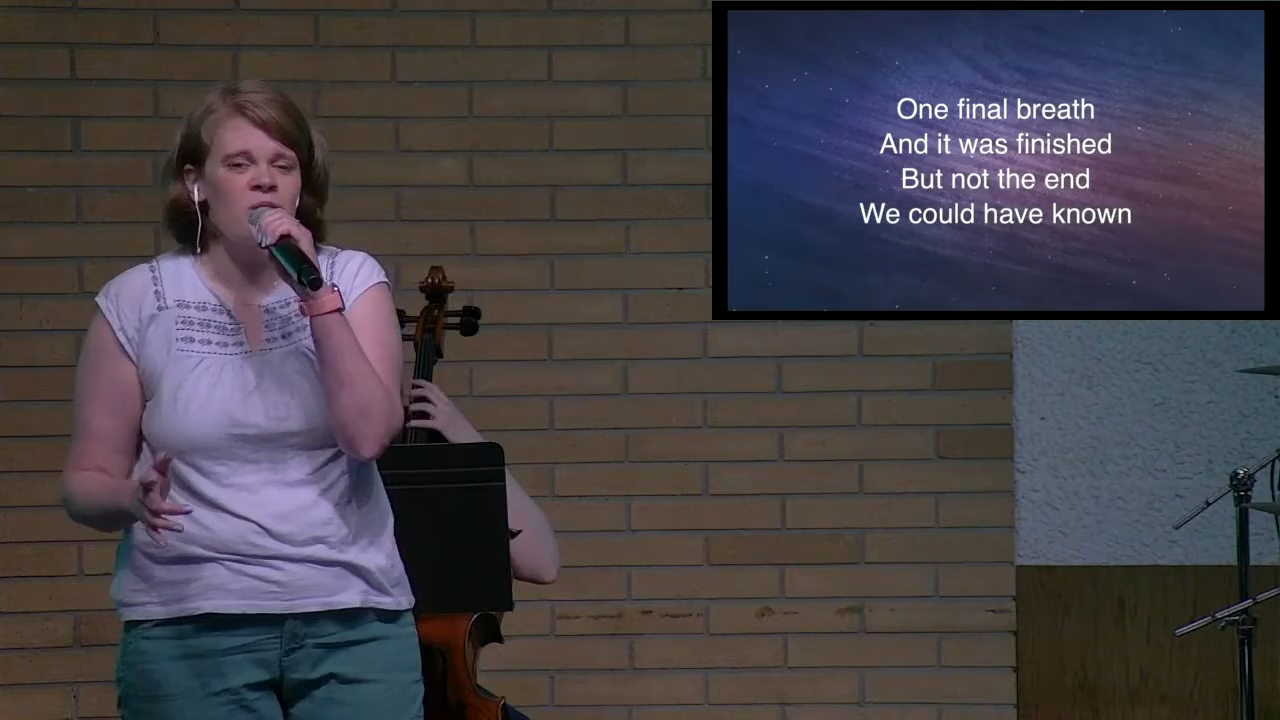 One final breath
And it was finished
But not the end
We could have known